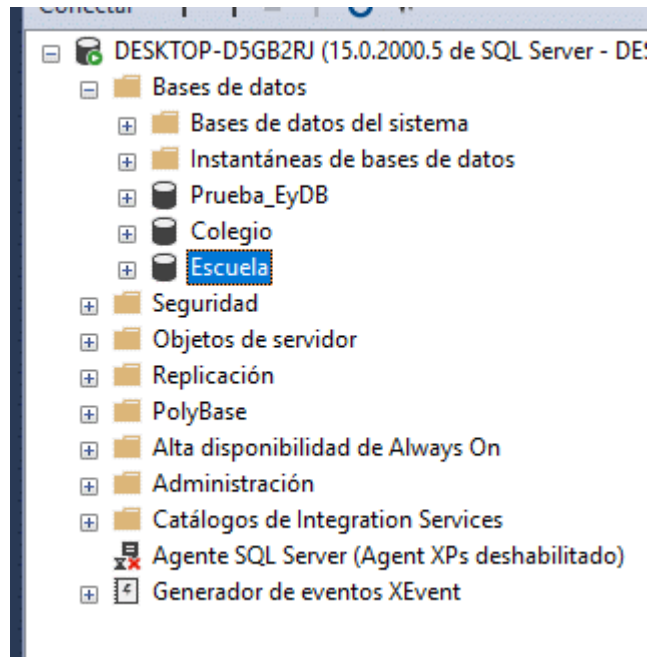 Conectar
DESKTOP-D5GB2RJ (15.0.2000.5 de SQL Server - DES
Bases de datos
Bases de datos del sistema
Instantáneas de bases de datos
Prueba_EyDB
Colegio
Escuela
Seguridad
Objetos de servidor
Replicación
PolyBase
Alta disponibilidad de Always On
Administración
Catálogos de Integration Services
Agente SQL Server (Agent XPs deshabilitado)
Generador de eventos XEvent